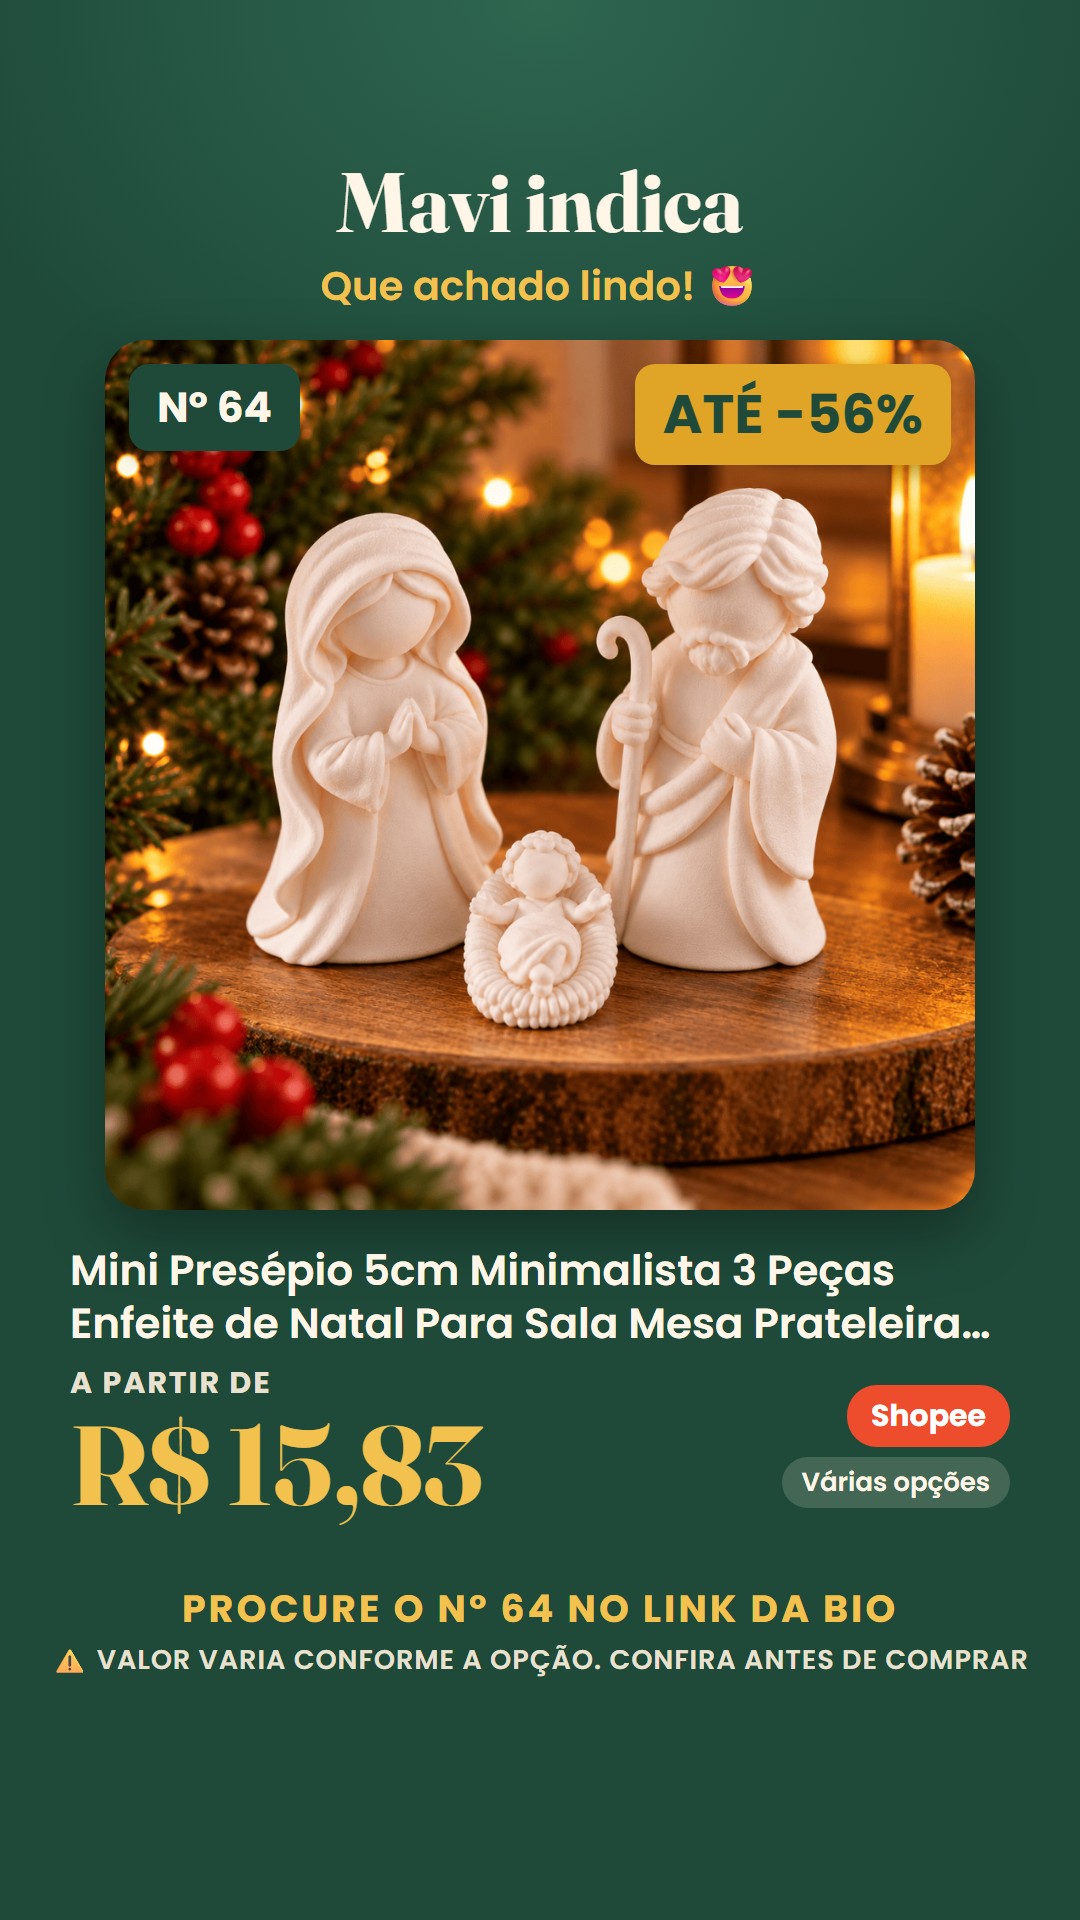 Mavi indica
Que achado lindo! 😍
Nº 64
ATÉ -56%
Mini Presépio 5cm Minimalista 3 Peças
Enfeite de Natal Para Sala Mesa Prateleira...
A PARTIR DE
R$ 15,83
Shopee
Várias opções
PROCURE O Nº 64 NO LINK DA BIO
⚠️ VALOR VARIA CONFORME A OPÇÃO. CONFIRA ANTES DE COMPRAR